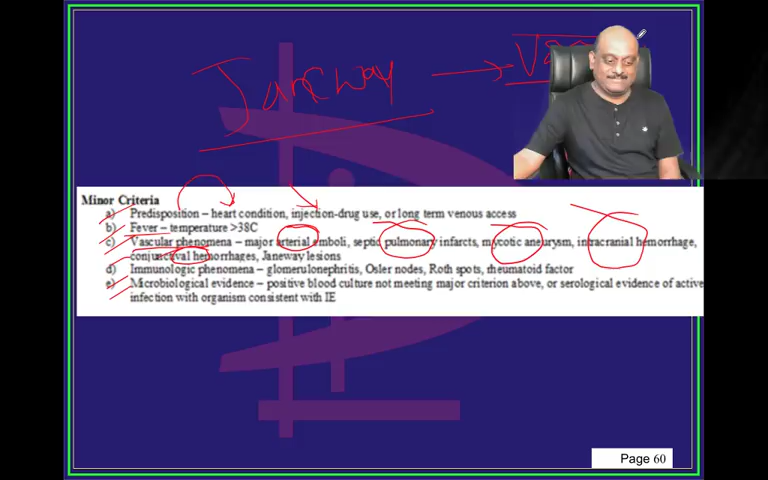 Janeway
Minor Criteria
a) Predisposition – heart condition, injection-drug use, or long term venous access
b) Fever – temperature >38C
c) Vascular phenomena – major arterial emboli, septic pulmonary infarcts, mycotic aneurysm, intracranial hemorrhage,
conjunctival hemorrhages, Janeway lesions
d) Immunologic phenomena – glomerulonephritis, Osler nodes, Roth spots, rheumatoid factor
e) Microbiological evidence – positive blood culture not meeting major criterion above, or serological evidence of active
infection with organism consistent with IE
Page 60